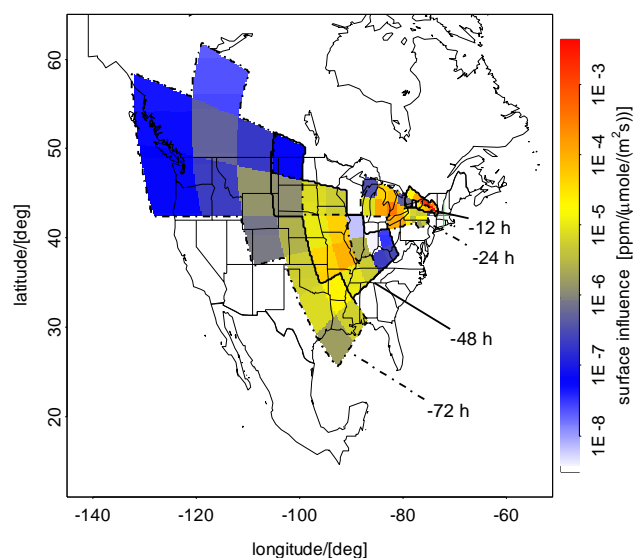 60
50
40
30
20
latitude/[deg]
-12 h
-24 h
-48 h
-72 h
-140
-120
-100
-80
-60
longitude/[deg]
1E-3
1E-4
1E-5
1E-6
1E-7
1E-8
surface influence [ppm/(μmole/(m²s))]